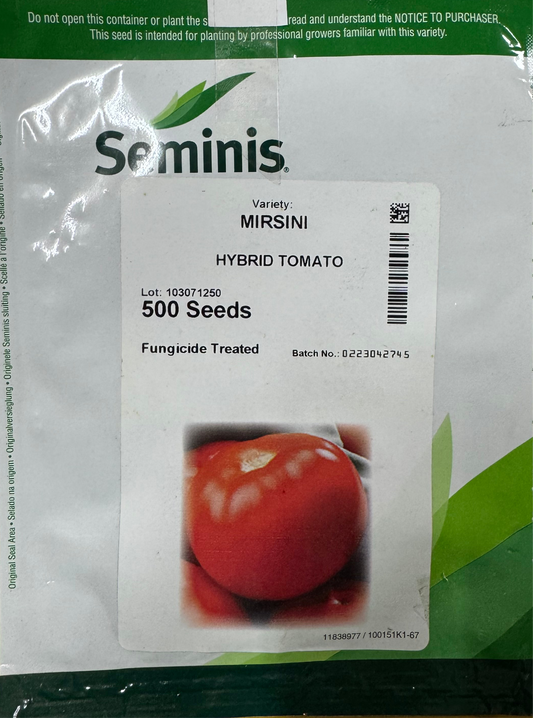 Do not open this container or plant the s read and understand the NOTICE TO PURCHASER.
This seed is intended for planting by professional growers familiar with this variety.
Seminis®
Variety:
MIRSINI
HYBRID TOMATO
Lot: 103071250
500 Seeds
Fungicide Treated
Batch No.: 0223042745
11838977 / 100151K1-67
Original Seal Area • Selado na origem • Originalversieglung • Originele Seminis sluiting • Scellé à l'origine • Sellado en origen